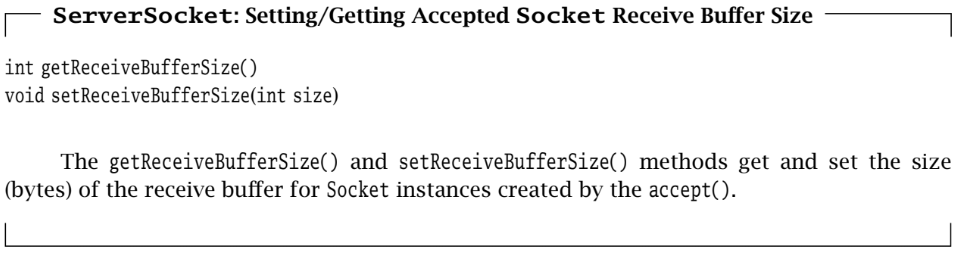 ServerSocket: Setting/Getting Accepted Socket Receive Buffer Size
int getReceiveBufferSize()
void setReceiveBufferSize(int size)
The getReceiveBufferSize() and setReceiveBufferSize() methods get and set the size
(bytes) of the receive buffer for Socket instances created by the accept().